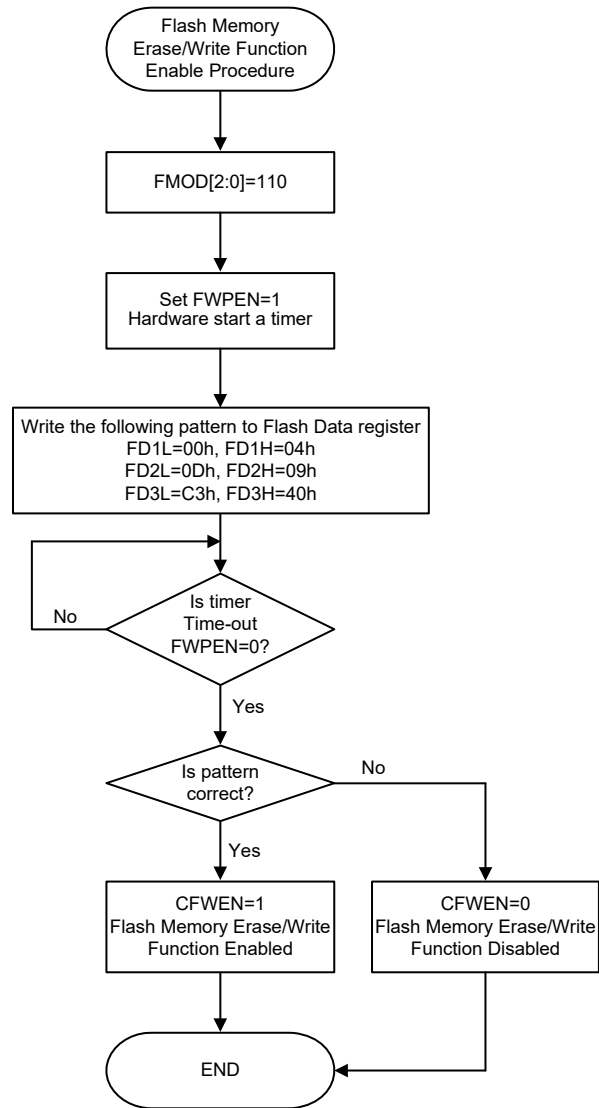 Flash Memory
Erase/Write Function
Enable Procedure
FMOD[2:0]=110
Set FWPEN=1
Hardware start a timer
Write the following pattern to Flash Data register
FD1L=00h, FD1H=04h
FD2L=0Dh, FD2H=09h
FD3L=C3h, FD3H=40h
Is timer
Time-out
FWPEN=0?
No
Yes
Is pattern
correct?
No
Yes
CFWEN=1
Flash Memory Erase/Write
Function Enabled
CFWEN=0
Flash Memory Erase/Write
Function Disabled
END